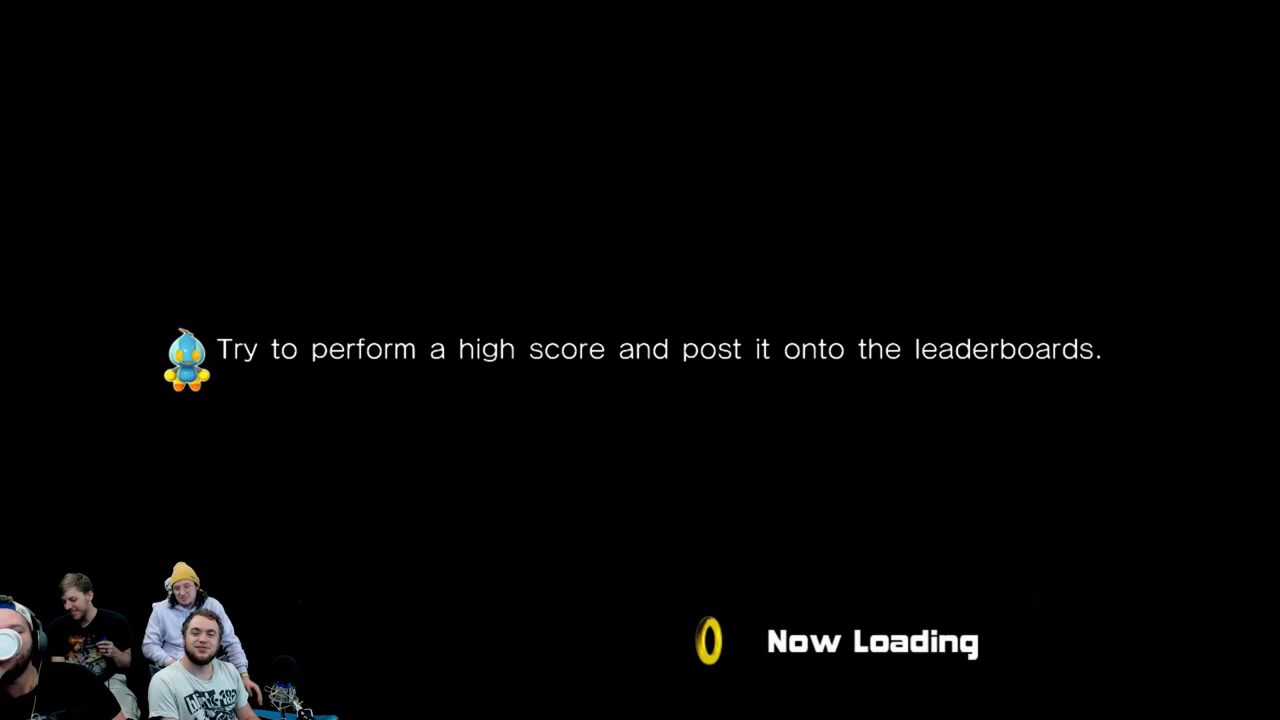 Try to perform a high score and post it onto the leaderboards.
Now Loading